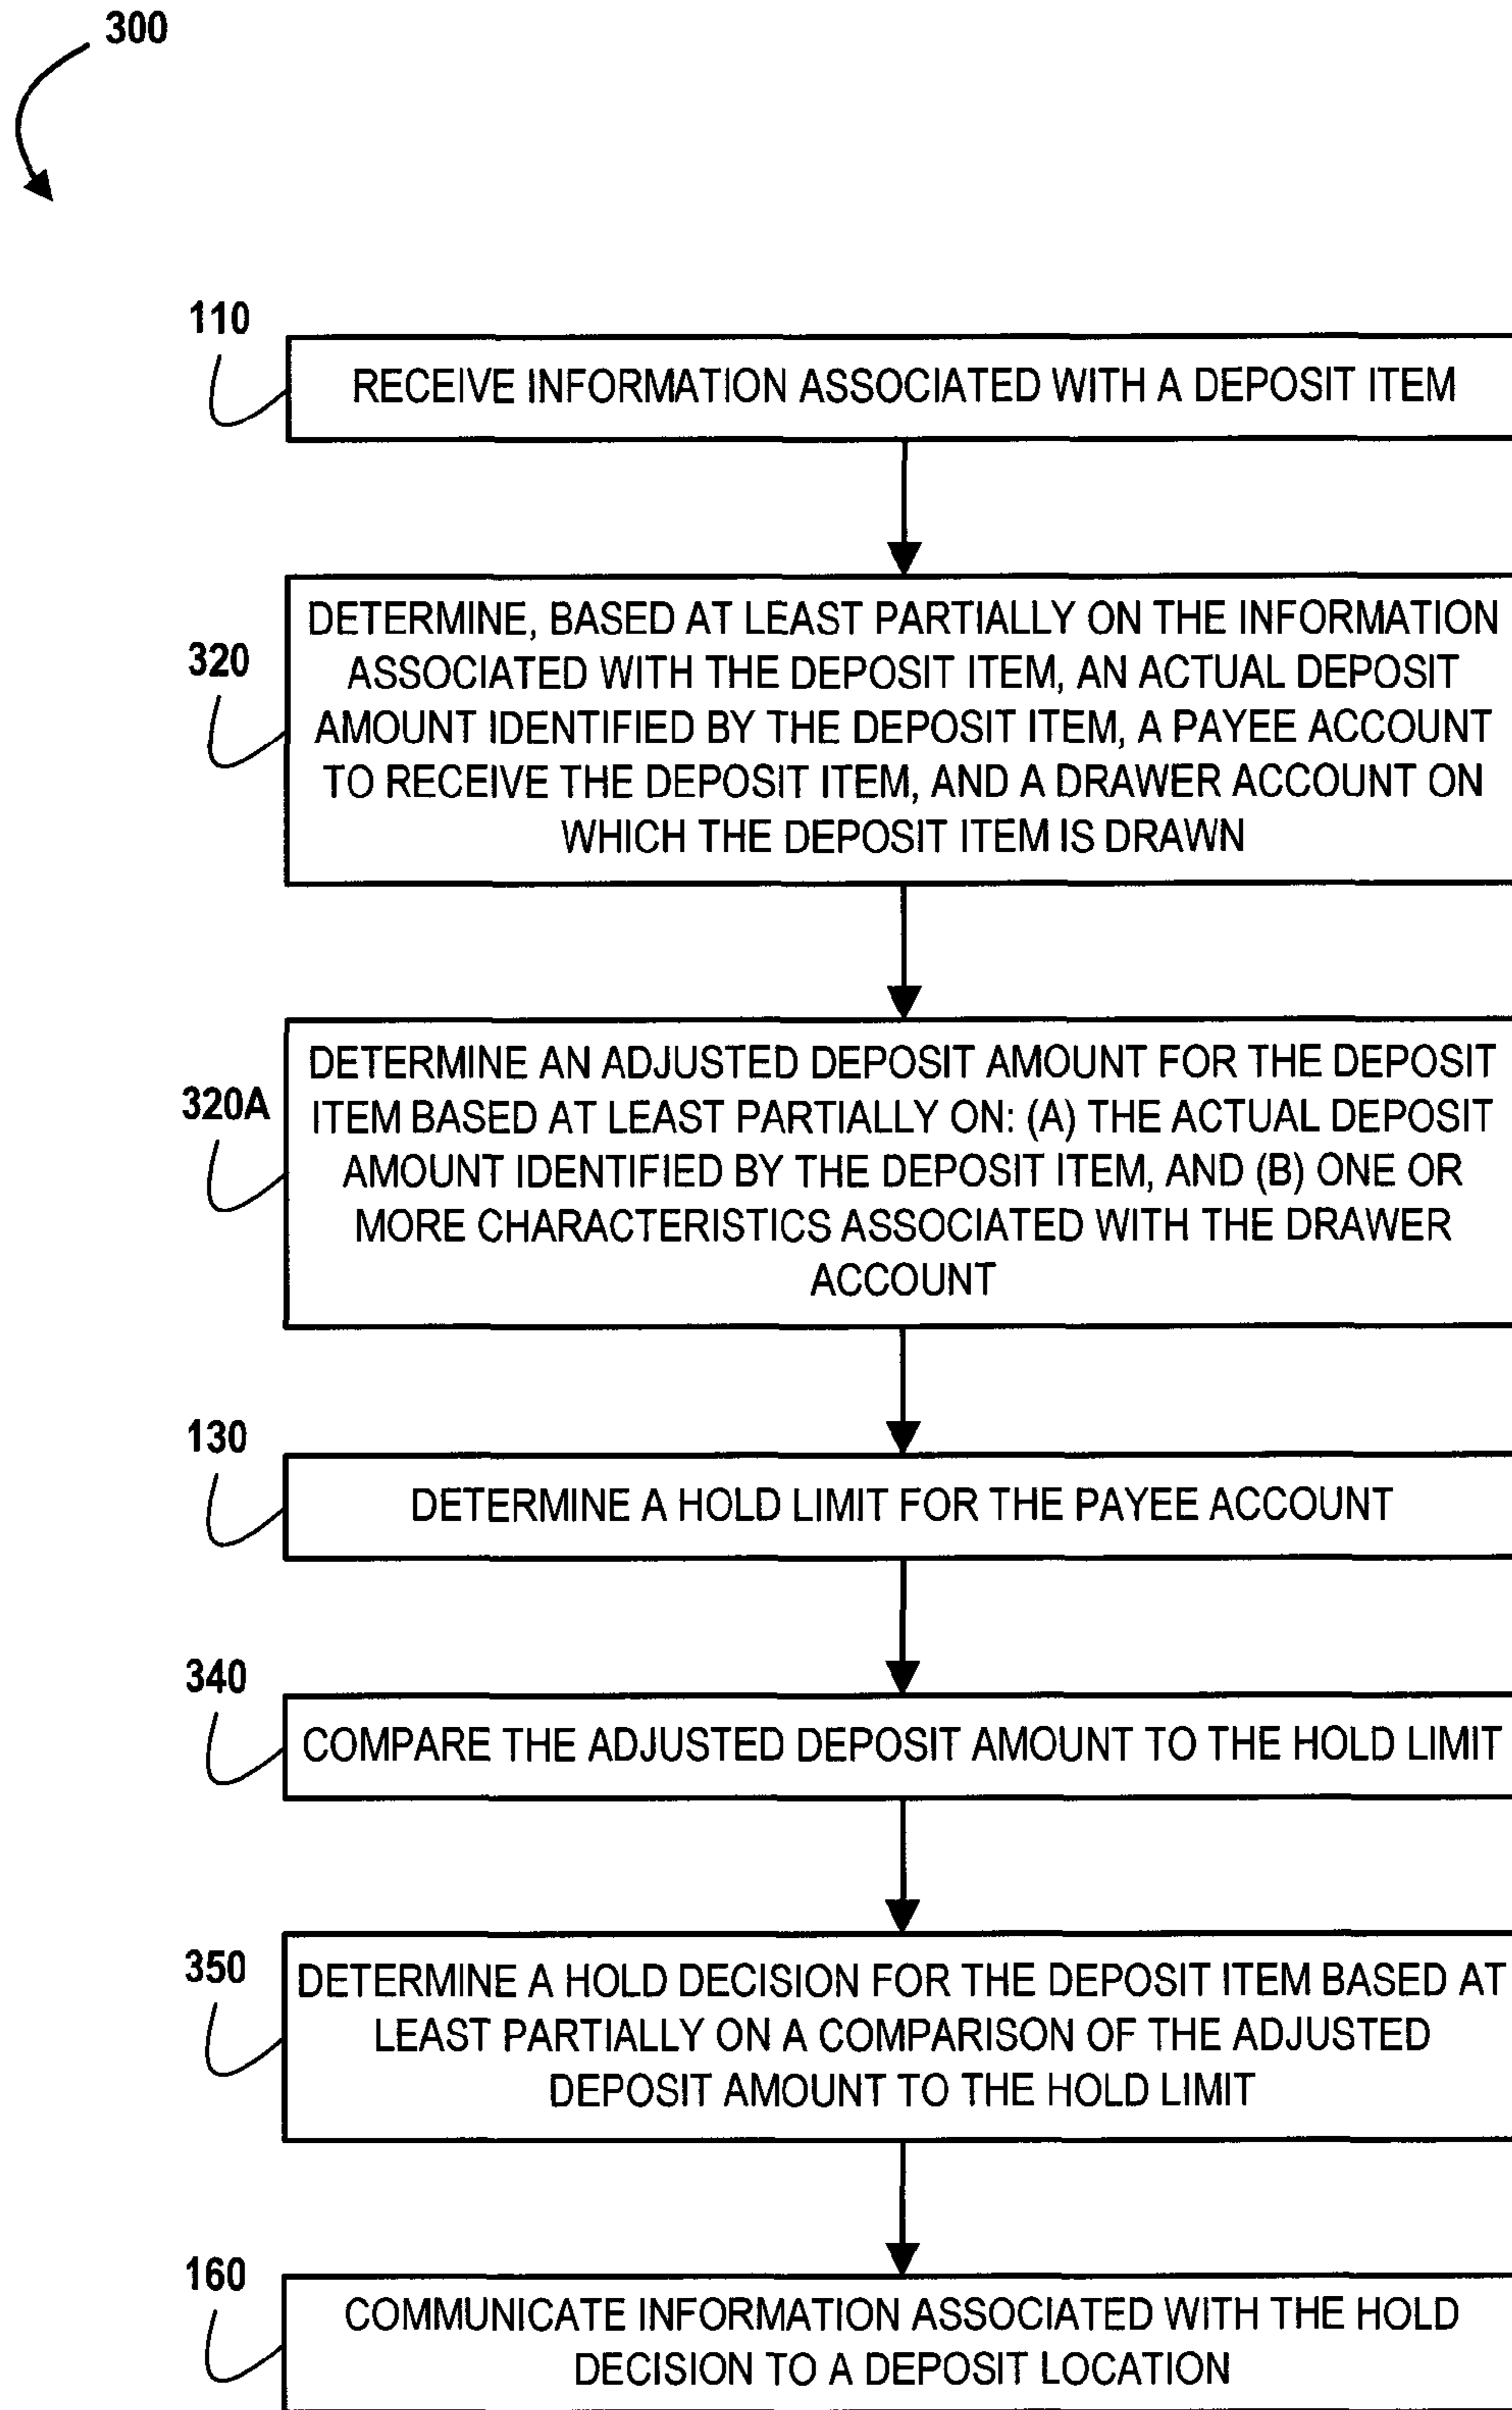 300
110
RECEIVE INFORMATION ASSOCIATED WITH A DEPOSIT ITEM
320
DETERMINE, BASED AT LEAST PARTIALLY ON THE INFORMATION
ASSOCIATED WITH THE DEPOSIT ITEM, AN ACTUAL DEPOSIT
AMOUNT IDENTIFIED BY THE DEPOSIT ITEM, A PAYEE ACCOUNT
TO RECEIVE THE DEPOSIT ITEM, AND A DRAWER ACCOUNT ON
WHICH THE DEPOSIT ITEM IS DRAWN
320A
DETERMINE AN ADJUSTED DEPOSIT AMOUNT FOR THE DEPOSIT
ITEM BASED AT LEAST PARTIALLY ON: (A) THE ACTUAL DEPOSIT
AMOUNT IDENTIFIED BY THE DEPOSIT ITEM, AND (B) ONE OR
MORE CHARACTERISTICS ASSOCIATED WITH THE DRAWER
ACCOUNT
130
DETERMINE A HOLD LIMIT FOR THE PAYEE ACCOUNT
340
COMPARE THE ADJUSTED DEPOSIT AMOUNT TO THE HOLD LIMIT
350
DETERMINE A HOLD DECISION FOR THE DEPOSIT ITEM BASED AT
LEAST PARTIALLY ON A COMPARISON OF THE ADJUSTED
DEPOSIT AMOUNT TO THE HOLD LIMIT
160
COMMUNICATE INFORMATION ASSOCIATED WITH THE HOLD
DECISION TO A DEPOSIT LOCATION